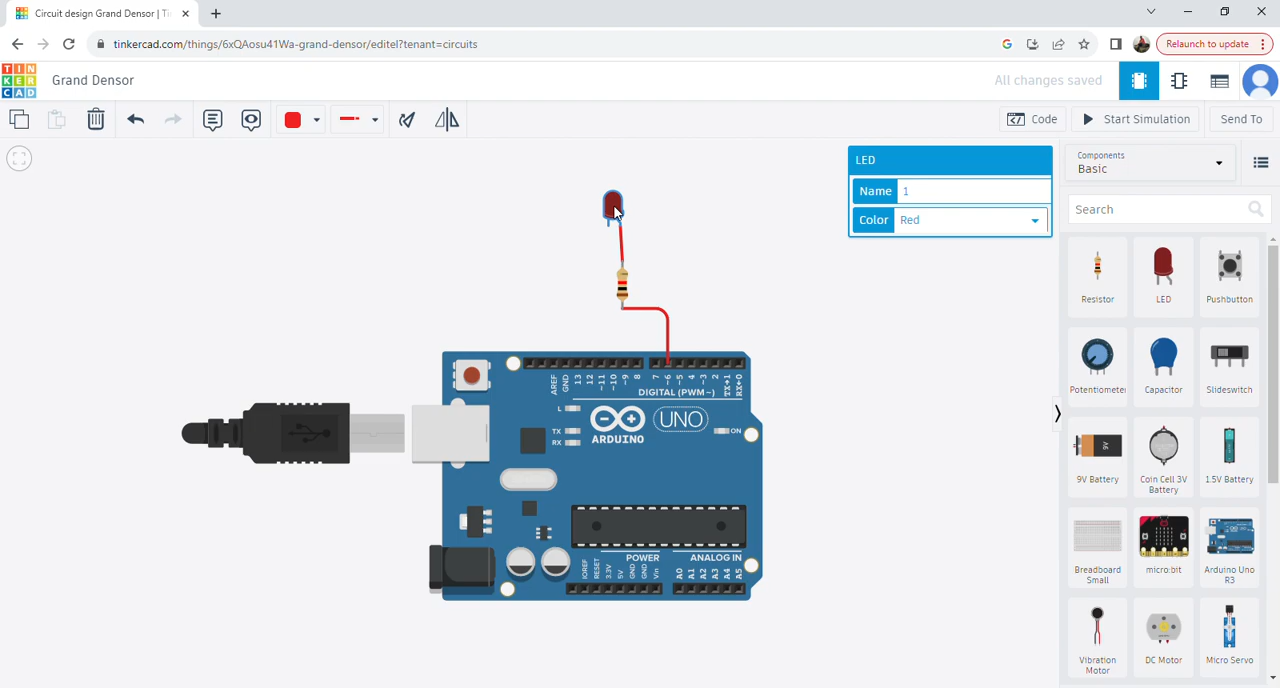 Circuit design Grand Densor | Ti
tinkercad.com/things/6xQAosu41Wa-grand-densor/editel?tenant=circuits
Relaunch to update
TIN
KER
CAD
Grand Densor
All changes saved
Code
Start Simulation
Send To
LED
Name 1
Color Red
Components
Basic
Search
Resistor
LED
Pushbutton
Potentiometer
Capacitor
Slideswitch
9V
9V Battery
Coin Cell 3V
Battery
1.5V Battery
Breadboard
Small
micro:bit
Arduino Uno
R3
Vibration
Motor
DC Motor
Micro Servo
AREF
GND
13
12
~11
~10
~9
8
7
~6
~5
4
~3
2
TX→1
RX←0
DIGITAL (PWM~)
L
TX
RX
ARDUINO
UNO
ON
POWER
ANALOG IN
IOREF
RESET
3.3V
5V
GND
GND
Vin
A0
A1
A2
A3
A4
A5